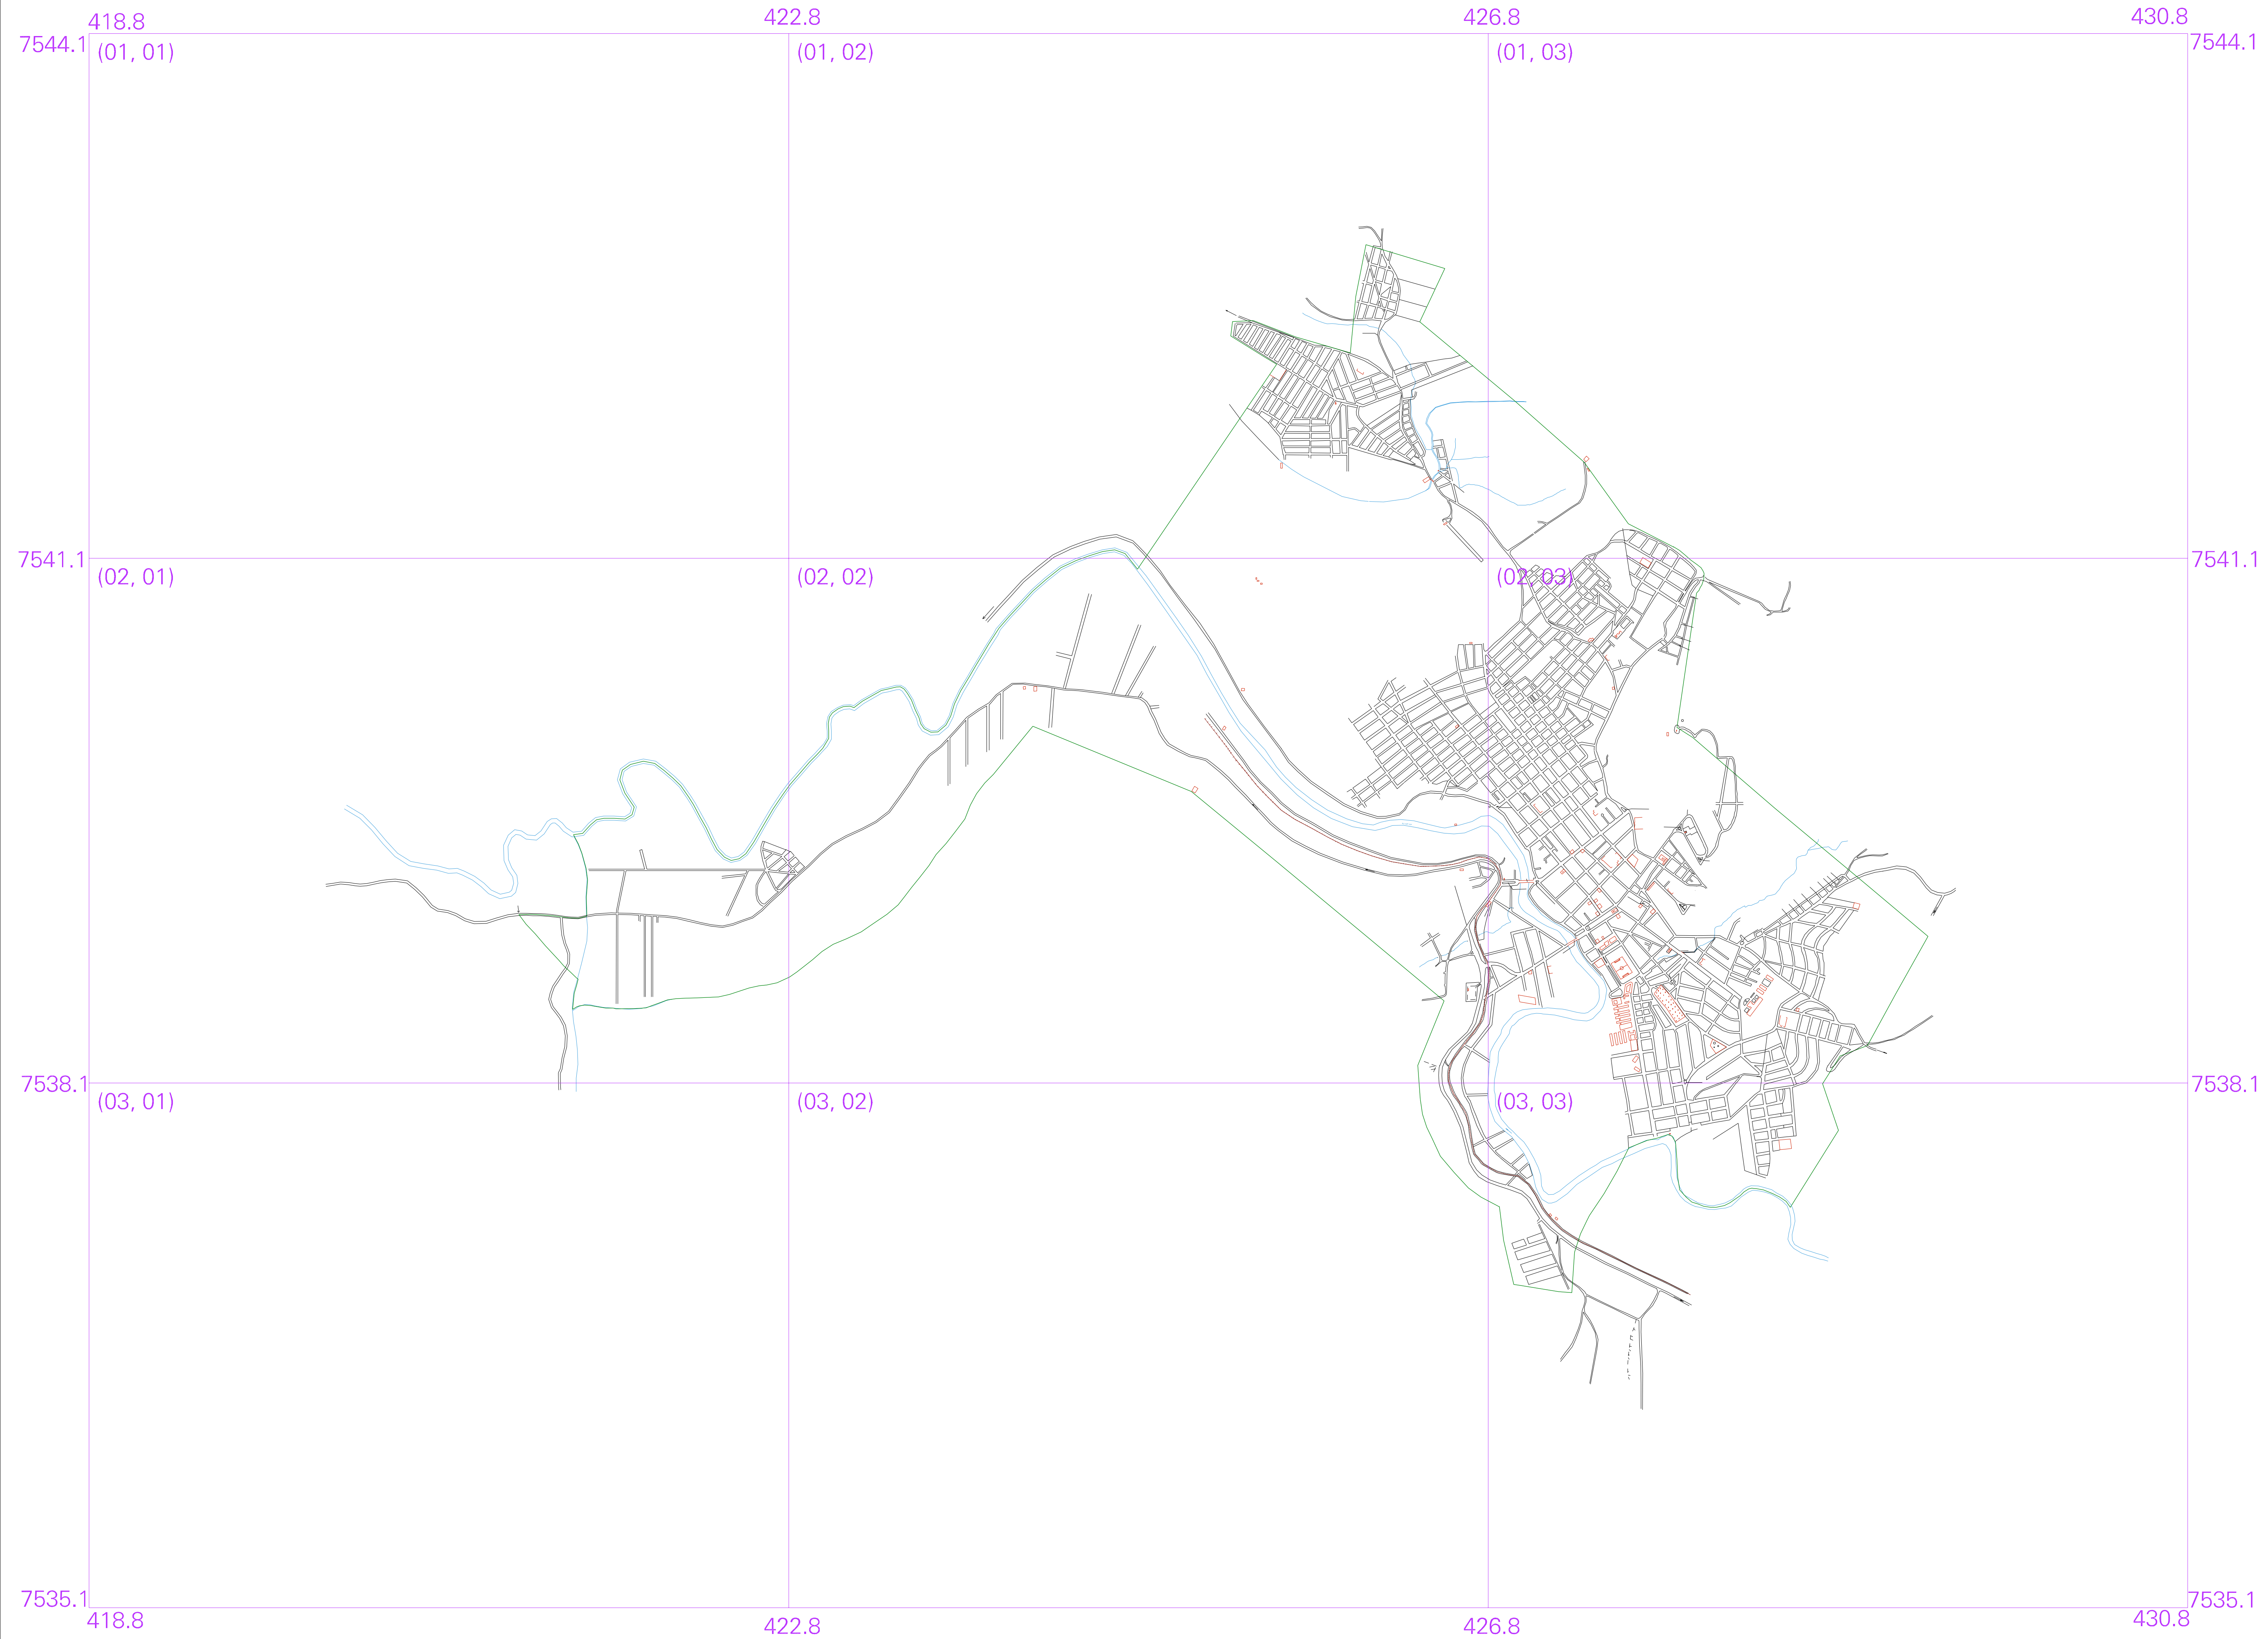 418.8 422.8 426.8 430.8
7544.1 (01, 01) (01, 02) (01, 03) 7544.1
7541.1 (02, 01) (02, 02) (02, 03) 7541.1
7538.1 (03, 01) (03, 02) (03, 03) 7538.1
7535.1 7535.1
418.8 422.8 426.8 430.8